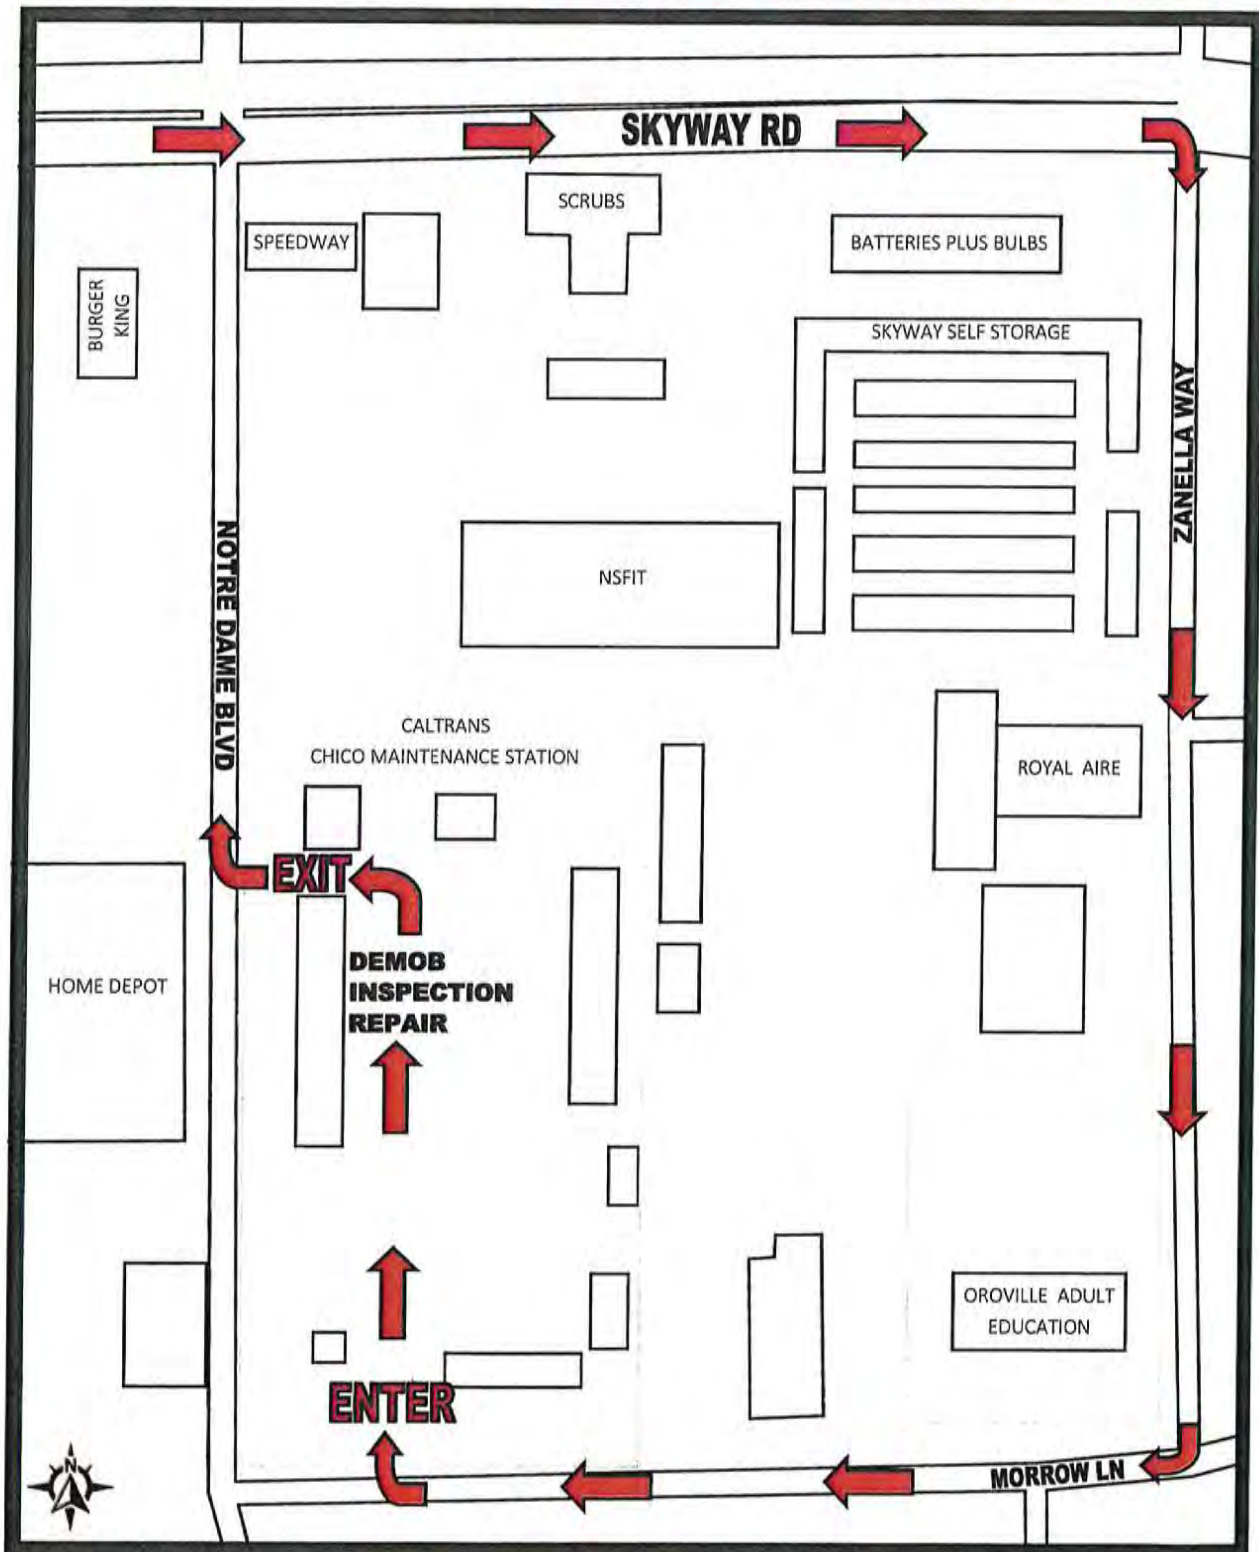 SKYWAY RD
SCRUBS
SPEEDWAY
BATTERIES PLUS BULBS
BURGER
KING
SKYWAY SELF STORAGE
ZANELLA WAY
NOTRE DAME BLVD
NSFIT
CALTRANS
CHICO MAINTENANCE STATION
ROYAL AIRE
EXIT
DEMOB
INSPECTION
REPAIR
HOME DEPOT
OROVILLE ADULT
EDUCATION
ENTER
MORROW LN
N